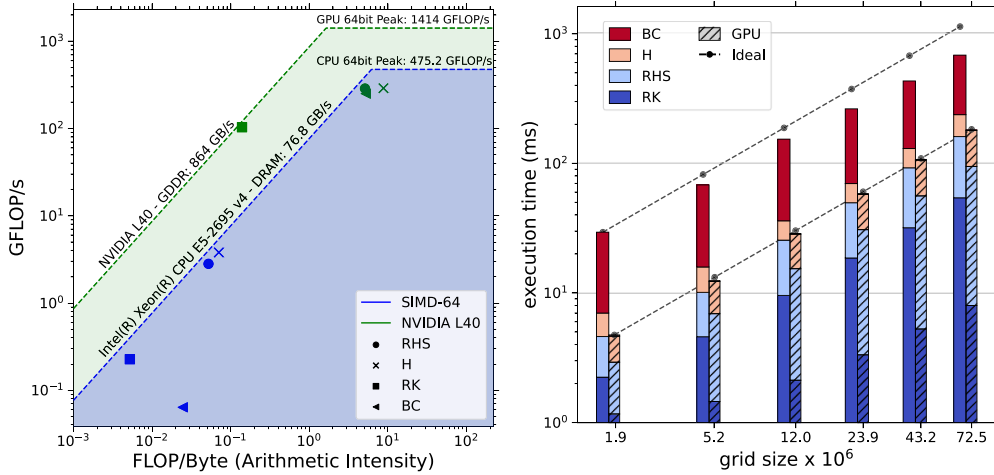 GPU 64bit Peak: 1414 GFLOP/s
CPU 64bit Peak: 475.2 GFLOP/s
NVIDIA L40 - GDDR: 864 GB/s
Intel(R) Xeon(R) CPU E5-2695 v4 - DRAM: 76.8 GB/s
GFLOP/s
10³
10²
10¹
10⁰
10⁻¹
SIMD-64
NVIDIA L40
RHS
H
RK
BC
10⁻³
10⁻²
10⁻¹
10⁰
10¹
10²
FLOP/Byte (Arithmetic Intensity)
execution time (ms)
10³
10²
10¹
10⁰
BC
H
RHS
RK
GPU
Ideal
1.9
5.2
12.0
23.9
43.2
72.5
grid size x 10⁶